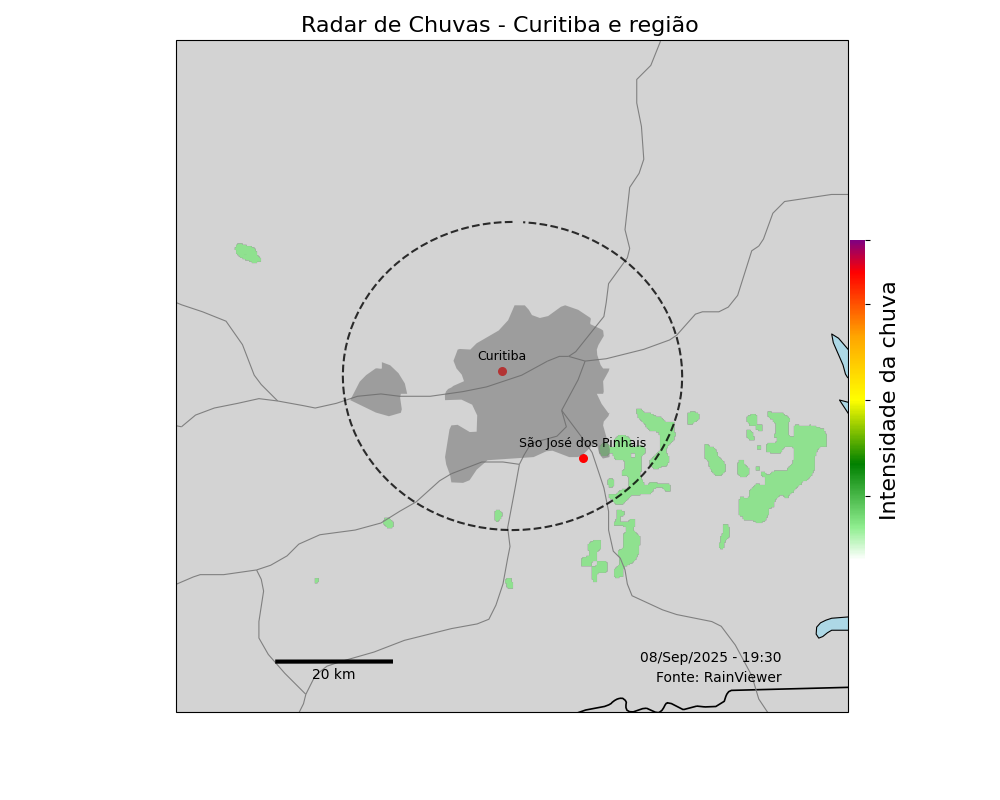 Radar de Chuvas - Curitiba e região
Curitiba
São José dos Pinhais
Intensidade da chuva
08/Sep/2025 - 19:30
20 km
Fonte: RainViewer